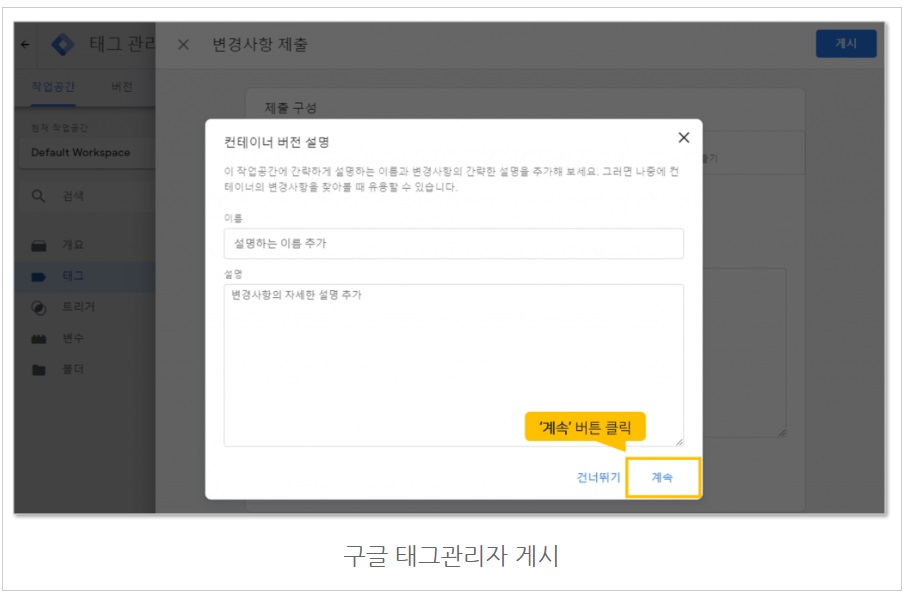 태그 관리
변경사항 제출
게시
작업공간
버전
제출 구성
현재 작업공간
Default Workspace
검색
개요
태그
트리거
변수
폴더
컨테이너 버전 설명
이 작업공간에 간략하게 설명하는 이름과 변경사항의 간략한 설명을 추가해 보세요. 그러면 나중에 컨
테이너의 변경사항을 찾아볼 때 유용할 수 있습니다.
이름
설명하는 이름 추가
설명
변경사항의 자세한 설명 추가
'계속' 버튼 클릭
건너뛰기
계속
구글 태그관리자 게시